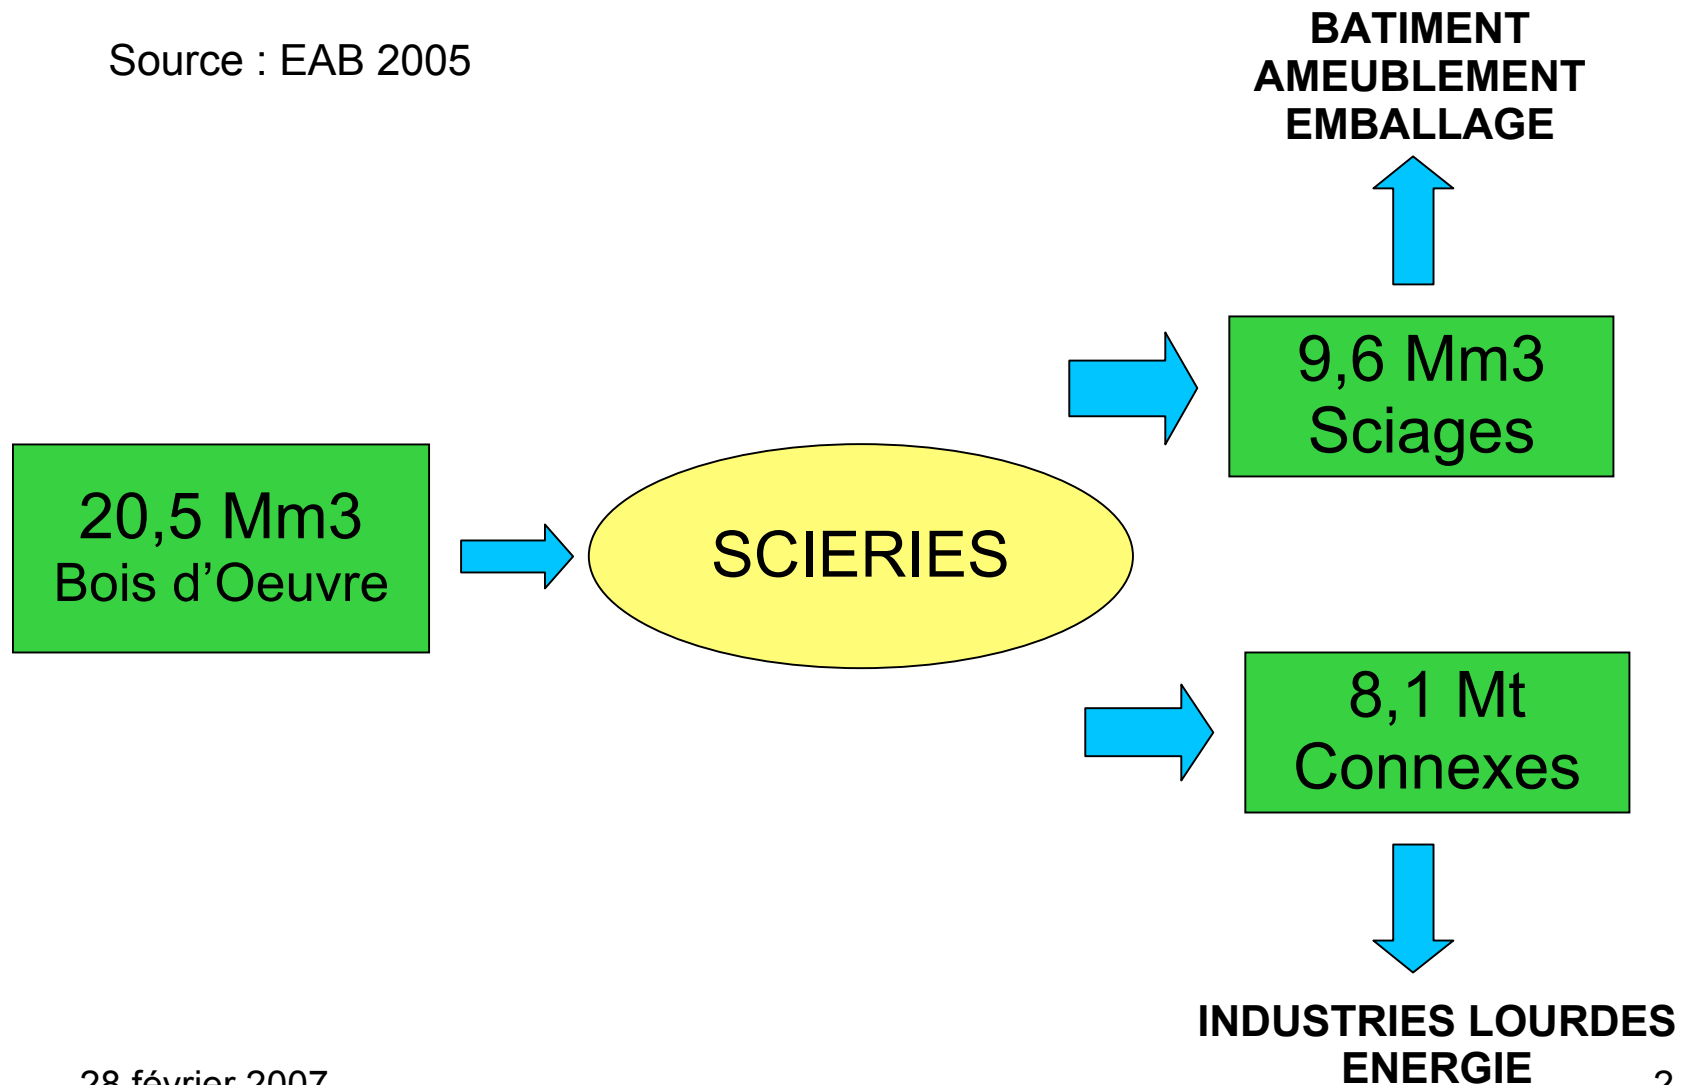 Source : EAB 2005
BATIMENT
AMEUBLEMENT
EMBALLAGE
9,6 Mm3
Sciages
20,5 Mm3
Bois d’Oeuvre
SCIERIES
8,1 Mt
Connexes
INDUSTRIES LOURDES
ENERGIE
28 février 2007
2